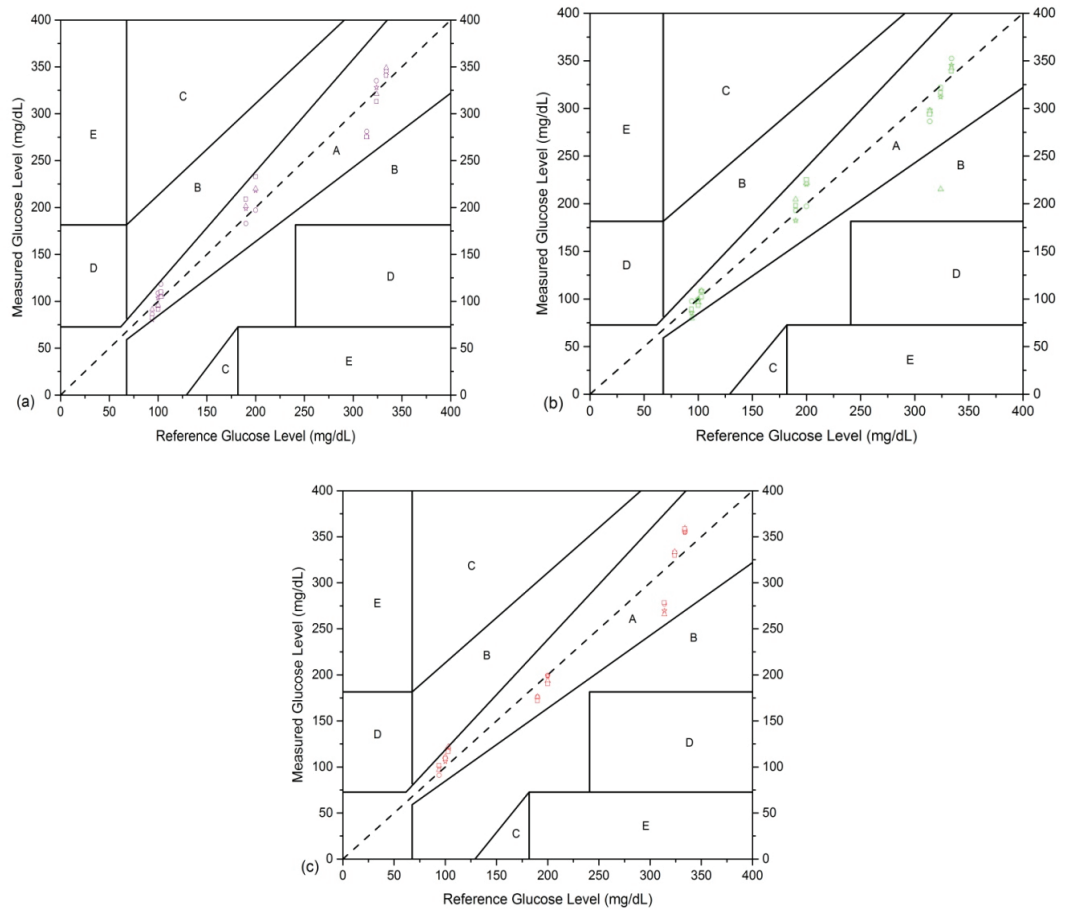 400 400
350 350
300 300
250 250
200 200
150 150
100 100
50 50
0 0
0 50 100 150 200 250 300 350 400
Measured Glucose Level (mg/dL)
Reference Glucose Level (mg/dL)
C
E
A
B B
D D
E
C
(a)
400 400
350 350
300 300
250 250
200 200
150 150
100 100
50 50
0 0
0 50 100 150 200 250 300 350 400
Measured Glucose Level (mg/dL)
Reference Glucose Level (mg/dL)
C
E
A
B B
D D
E
C
(b)
400 400
350 350
300 300
250 250
200 200
150 150
100 100
50 50
0 0
0 50 100 150 200 250 300 350 400
Measured Glucose Level (mg/dL)
Reference Glucose Level (mg/dL)
C
E
A
B B
D D
E
C
(c)